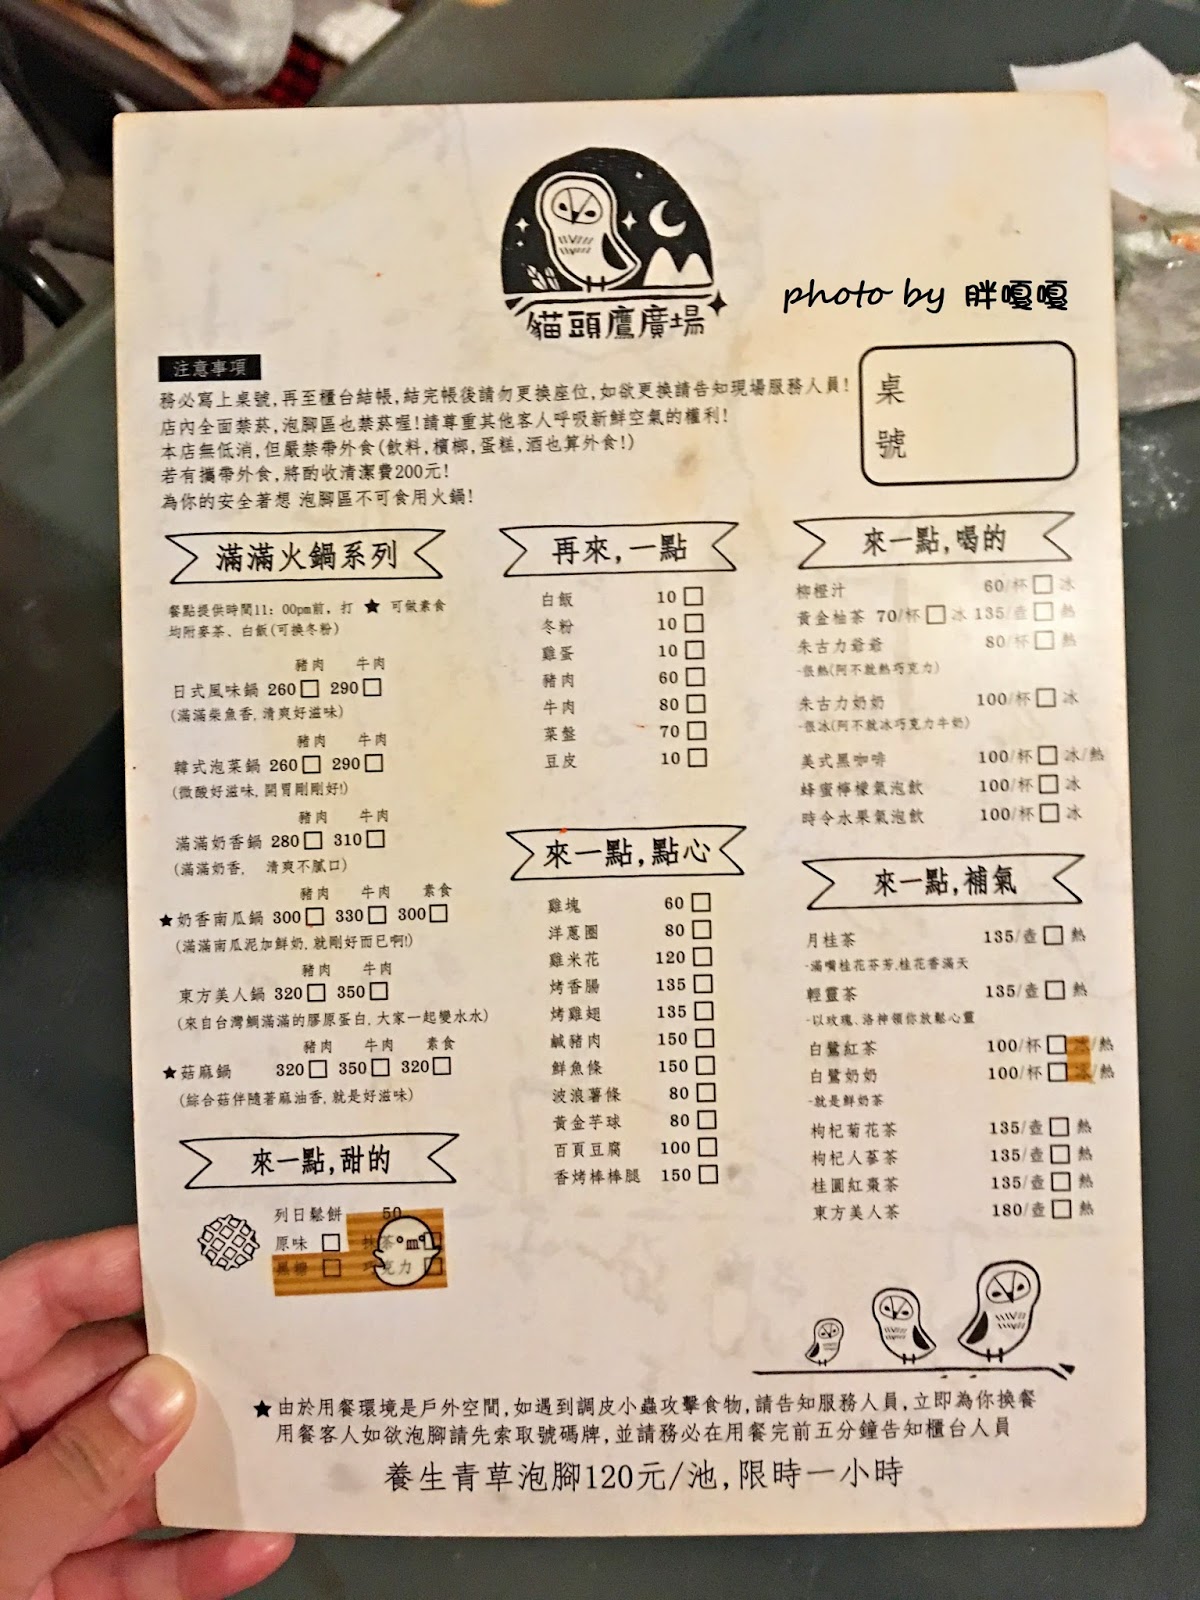 貓頭鷹廣場
photo by 胖嘎嘎
注意事項
務必寫上桌號,再至櫃台結帳,結完帳後請勿更換座位,如欲更換請告知現場服務人員!
店內全面禁菸,泡腳區也禁菸喔!請尊重其他客人呼吸新鮮空氣的權利!
本店無低消,但嚴禁帶外食(飲料,檳榔,蛋糕,酒也算外食!)
若有攜帶外食,將酌收清潔費200元!
為你的安全著想 泡腳區不可食用火鍋!
桌
號
滿滿火鍋系列
餐點提供時間11：00pm前，打 ★ 可做素食
均附麥茶、白飯(可換冬粉)
豬肉 牛肉
日式風味鍋 260□ 290□
(滿滿柴魚香,清爽好滋味)
豬肉 牛肉
韓式泡菜鍋 260□ 290□
(微酸好滋味,開胃剛剛好!)
豬肉 牛肉
滿滿奶香鍋 280□ 310□
(滿滿奶香, 清爽不膩口)
豬肉 牛肉 素食
★奶香南瓜鍋 300□ 330□ 300□
(滿滿南瓜泥加鮮奶,就剛好而已啊!)
豬肉 牛肉
東方美人鍋 320□ 350□
(來自台灣鯛滿滿的膠原蛋白,大家一起變水水)
豬肉 牛肉 素食
★菇麻鍋 320□ 350□ 320□
(綜合菇伴隨著麻油香,就是好滋味)
來一點,甜的
列日鬆餅 50
原味 □ 抹茶 □
黑糖 □ 巧克力 □
再來,一點
白飯 10□
冬粉 10□
雞蛋 10□
豬肉 60□
牛肉 80□
菜盤 70□
豆皮 10□
來一點,點心
雞塊 60□
洋蔥圈 80□
雞米花 120□
烤香腸 135□
烤雞翅 135□
鹹豬肉 150□
鮮魚條 150□
波浪薯條 80□
黃金芋球 80□
百頁豆腐 100□
香烤棒棒腿 150□
來一點,喝的
柳橙汁 60/杯□ 冰
黃金柚茶 70/杯□ 冰 135/壺□ 熱
朱古力爺爺 80/杯□ 熱
-很熱(阿不就熱巧克力)
朱古力奶奶 100/杯□ 冰
-很冰(阿不就冰巧克力牛奶)
美式黑咖啡 100/杯□ 冰/熱
蜂蜜檸檬氣泡飲 100/杯□ 冰
時令水果氣泡飲 100/杯□ 冰
來一點,補氣
月桂茶 135/壺□ 熱
-滿嘴桂花芬芳,桂花香滿天
輕靈茶 135/壺□ 熱
-以玫瑰、洛神領你放鬆心靈
白鷺紅茶 100/杯□ 冰/熱
白鷺奶奶 100/杯□ 冰/熱
-就是鮮奶茶
枸杞菊花茶 135/壺□ 熱
枸杞人蔘茶 135/壺□ 熱
桂圓紅棗茶 135/壺□ 熱
東方美人茶 180/壺□ 熱
★由於用餐環境是戶外空間,如遇到調皮小蟲攻擊食物,請告知服務人員,立即為你換餐
用餐客人如欲泡腳請先索取號碼牌,並請務必在用餐完前五分鐘告知櫃台人員
養生青草泡腳120元/池,限時一小時